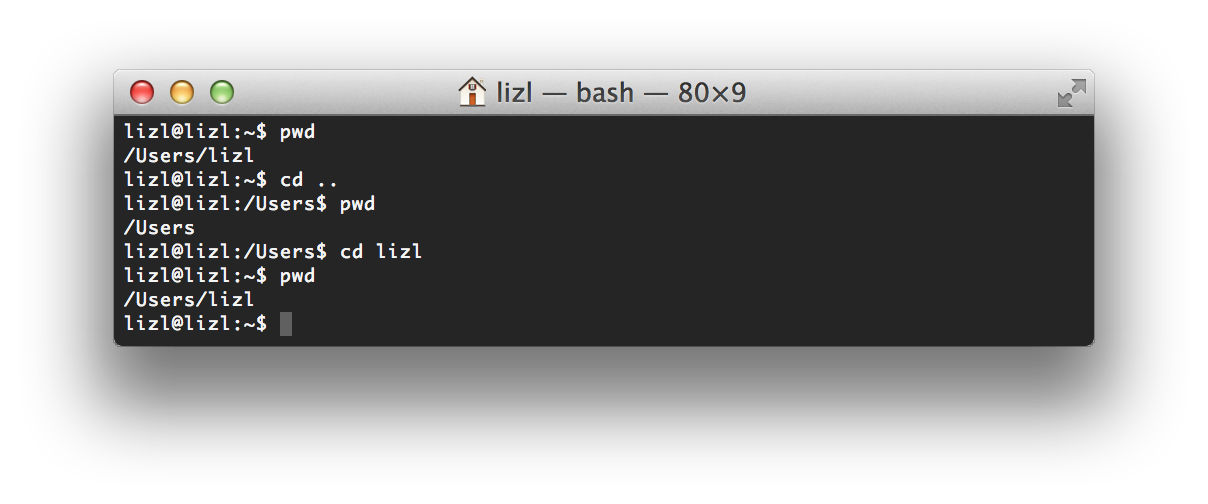 lizl — bash — 80×9
lizl@lizl:~$ pwd
/Users/lizl
lizl@lizl:~$ cd ..
lizl@lizl:/Users$ pwd
/Users
lizl@lizl:/Users$ cd lizl
lizl@lizl:~$ pwd
/Users/lizl
lizl@lizl:~$